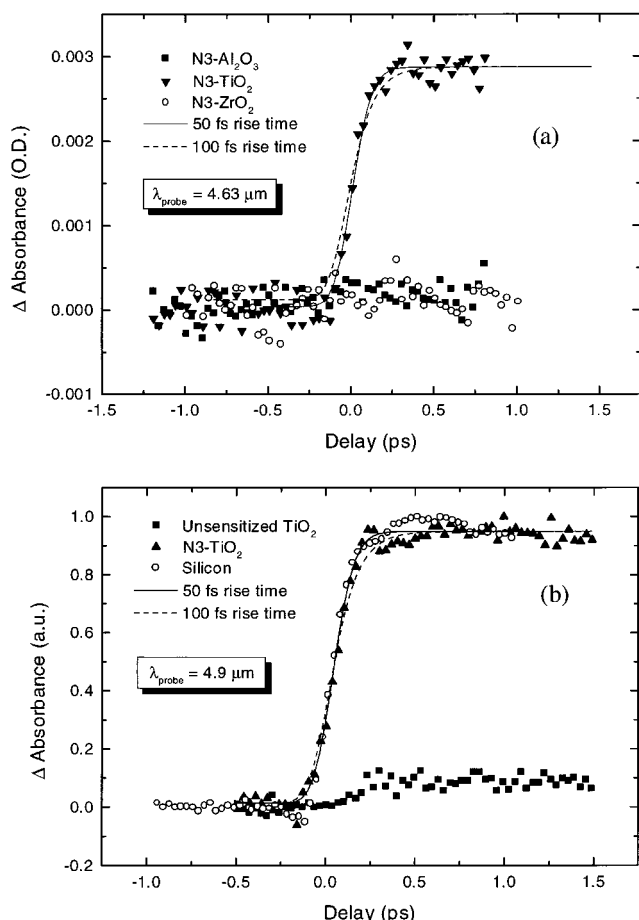 0.003
0.002
0.001
0.000
-0.001
Δ Absorbance (O.D.)
N3-Al₂O₃
N3-TiO₂
N3-ZrO₂
50 fs rise time
100 fs rise time
λprobe = 4.63 μm
(a)
-1.5 -1.0 -0.5 0.0 0.5 1.0 1.5
Delay (ps)
1.0
0.8
0.6
0.4
0.2
0.0
-0.2
Δ Absorbance (a.u.)
Unsensitized TiO₂
N3-TiO₂
Silicon
50 fs rise time
100 fs rise time
λprobe = 4.9 μm
(b)
-1.0 -0.5 0.0 0.5 1.0 1.5
Delay (ps)